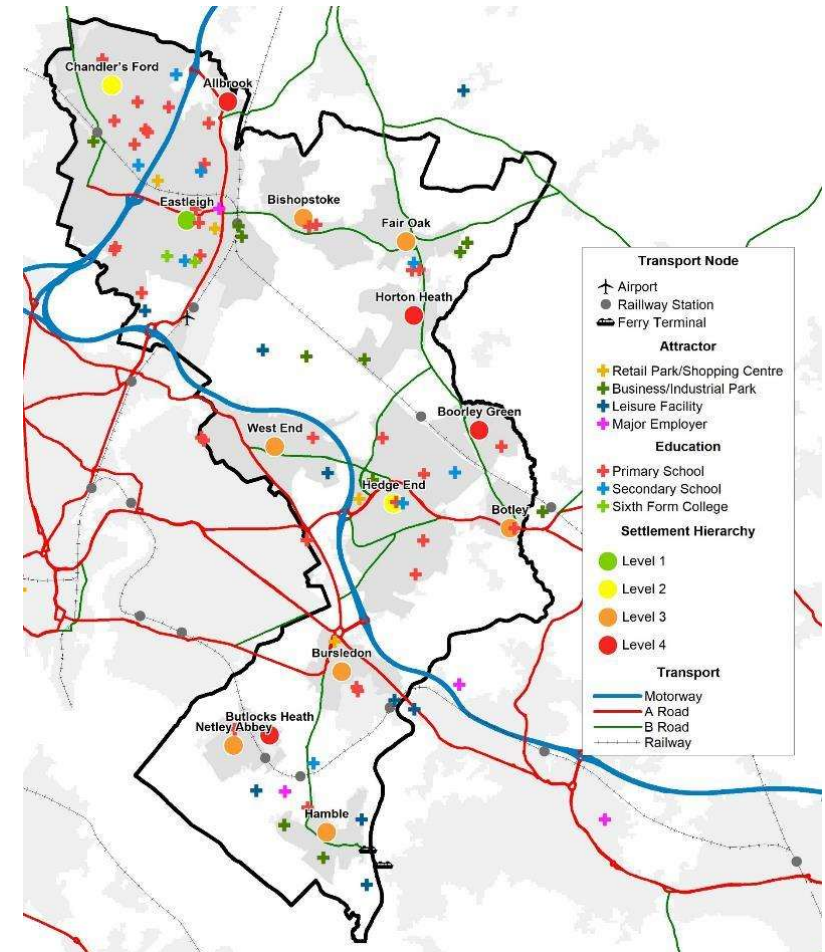 Chandler's Ford
Allbrook
Eastleigh
Bishopstoke
Fair Oak
Horton Heath
West End
Boorley Green
Hedge End
Botley
Bursledon
Butlocks Heath
Netley Abbey
Hamble
Transport Node
Airport
Raillway Station
Ferry Terminal
Attractor
Retail Park/Shopping Centre
Business/Industrial Park
Leisure Facility
Major Employer
Education
Primary School
Secondary School
Sixth Form College
Settlement Hierarchy
Level 1
Level 2
Level 3
Level 4
Transport
Motorway
A Road
B Road
Railway